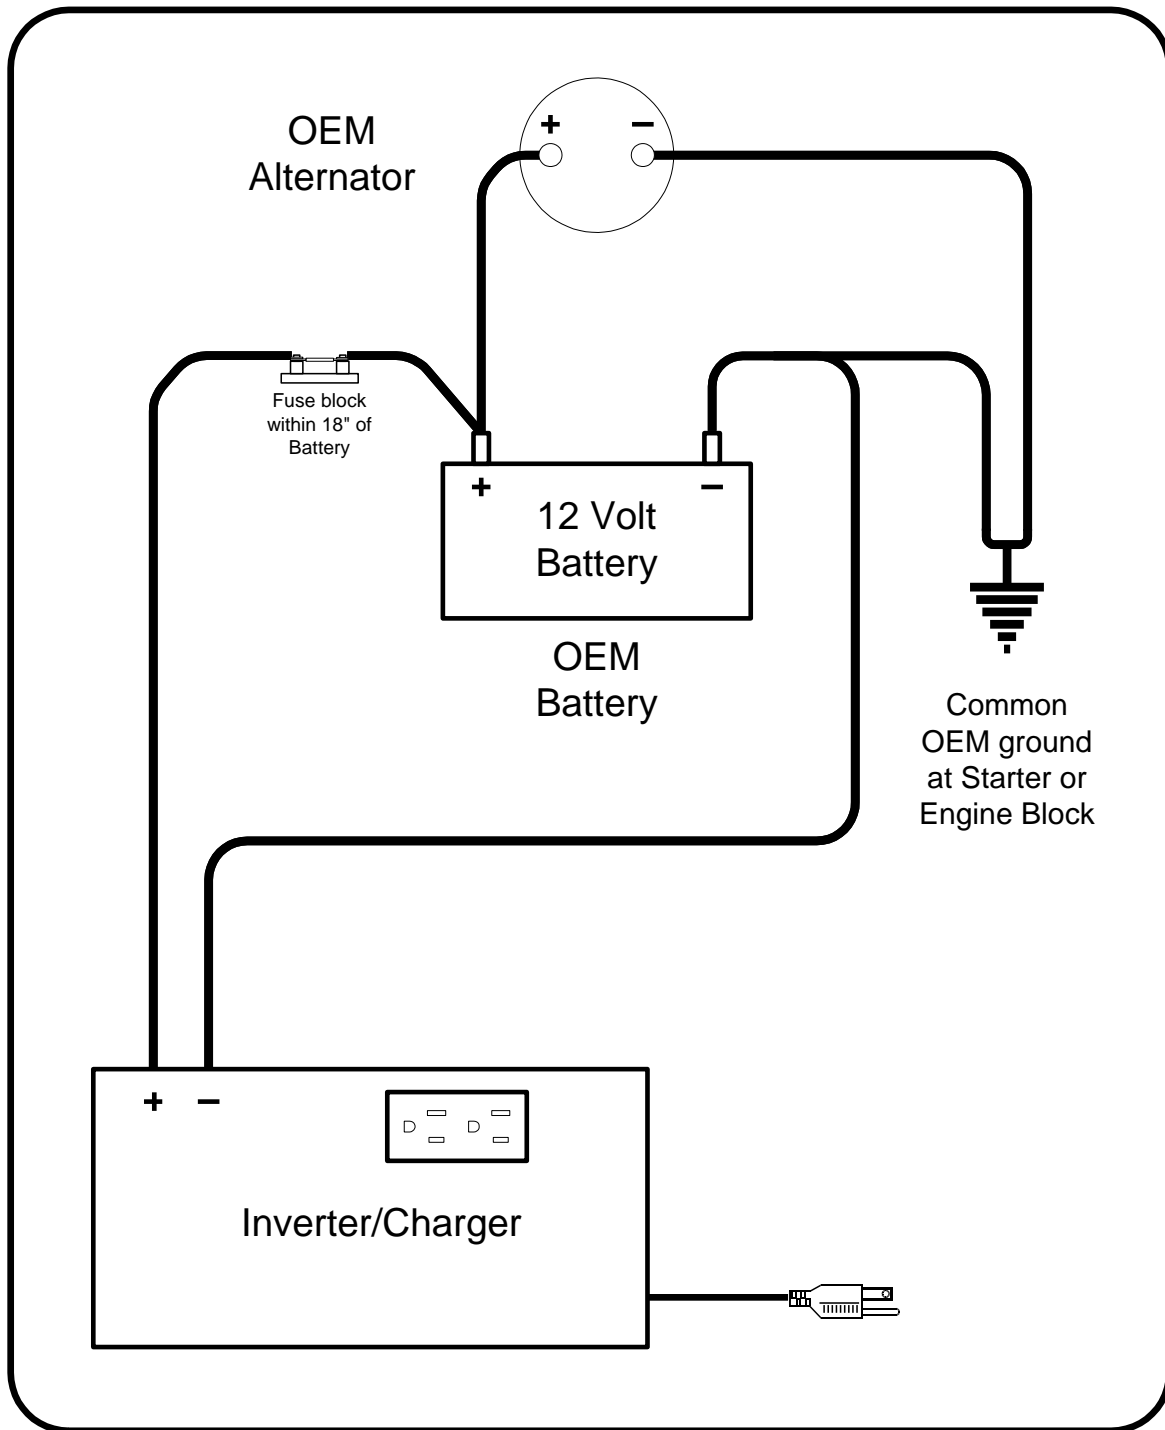 OEM
Alternator
+ −
Fuse block
within 18" of
Battery
+ −
12 Volt
Battery
OEM
Battery
Common
OEM ground
at Starter or
Engine Block
+ −
Inverter/Charger